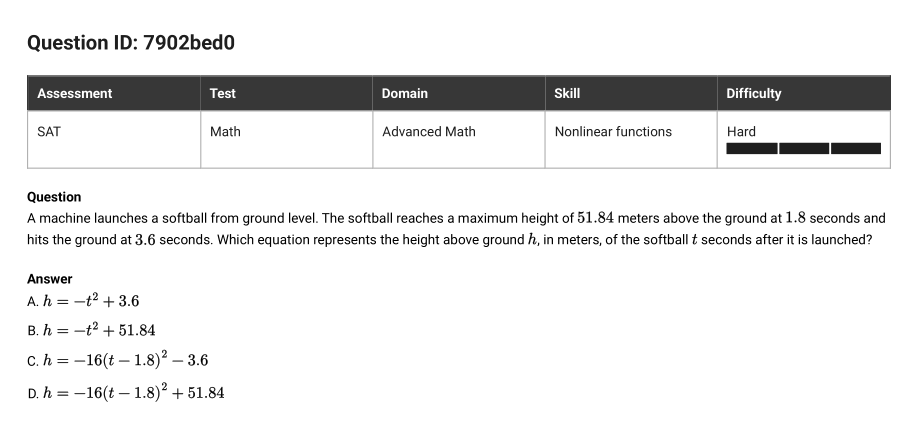 Question ID: 7902bed0
Assessment Test Domain Skill Difficulty
SAT Math Advanced Math Nonlinear functions Hard
Question
A machine launches a softball from ground level. The softball reaches a maximum height of 51.84 meters above the ground at 1.8 seconds and
hits the ground at 3.6 seconds. Which equation represents the height above ground h, in meters, of the softball t seconds after it is launched?
Answer
A. h = −t² + 3.6
B. h = −t² + 51.84
C. h = −16(t − 1.8)² − 3.6
D. h = −16(t − 1.8)² + 51.84